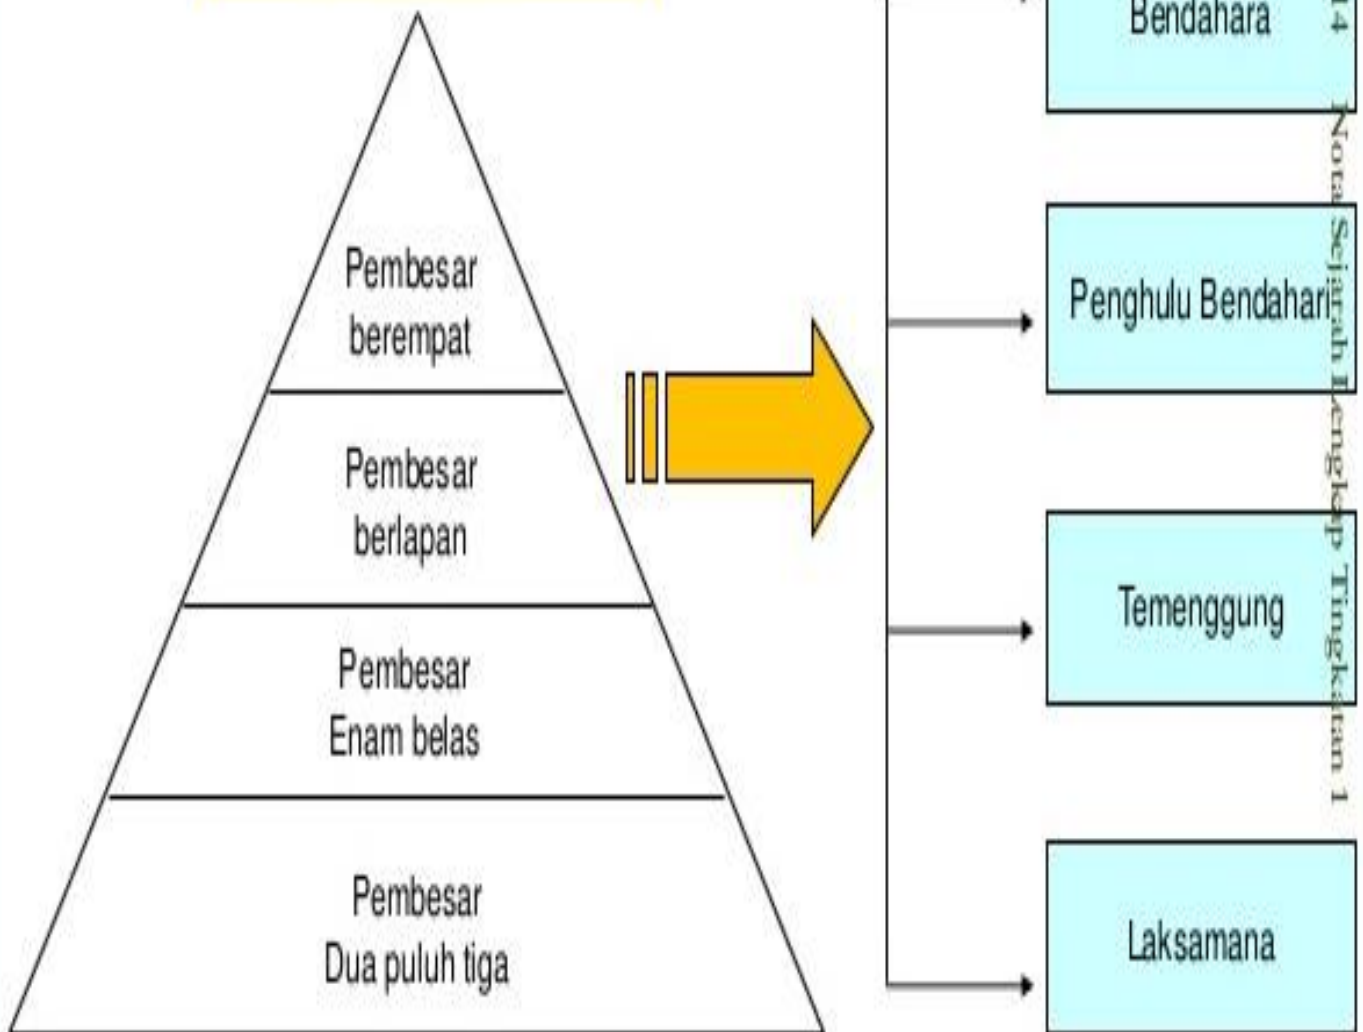 Pembesar
berempat
Pembesar
berlapan
Pembesar
Enam belas
Pembesar
Dua puluh tiga
Bendahara
Penghulu Bendahari
Temenggung
Laksamana
14 Nota Sejarah Lengkap Tingkatan 1